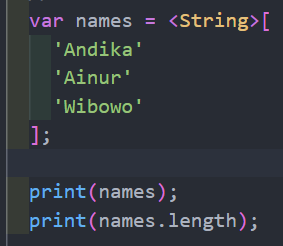 var names = <String>[
  'Andika'
  'Ainur'
  'Wibowo'
];
print(names);
print(names.length);